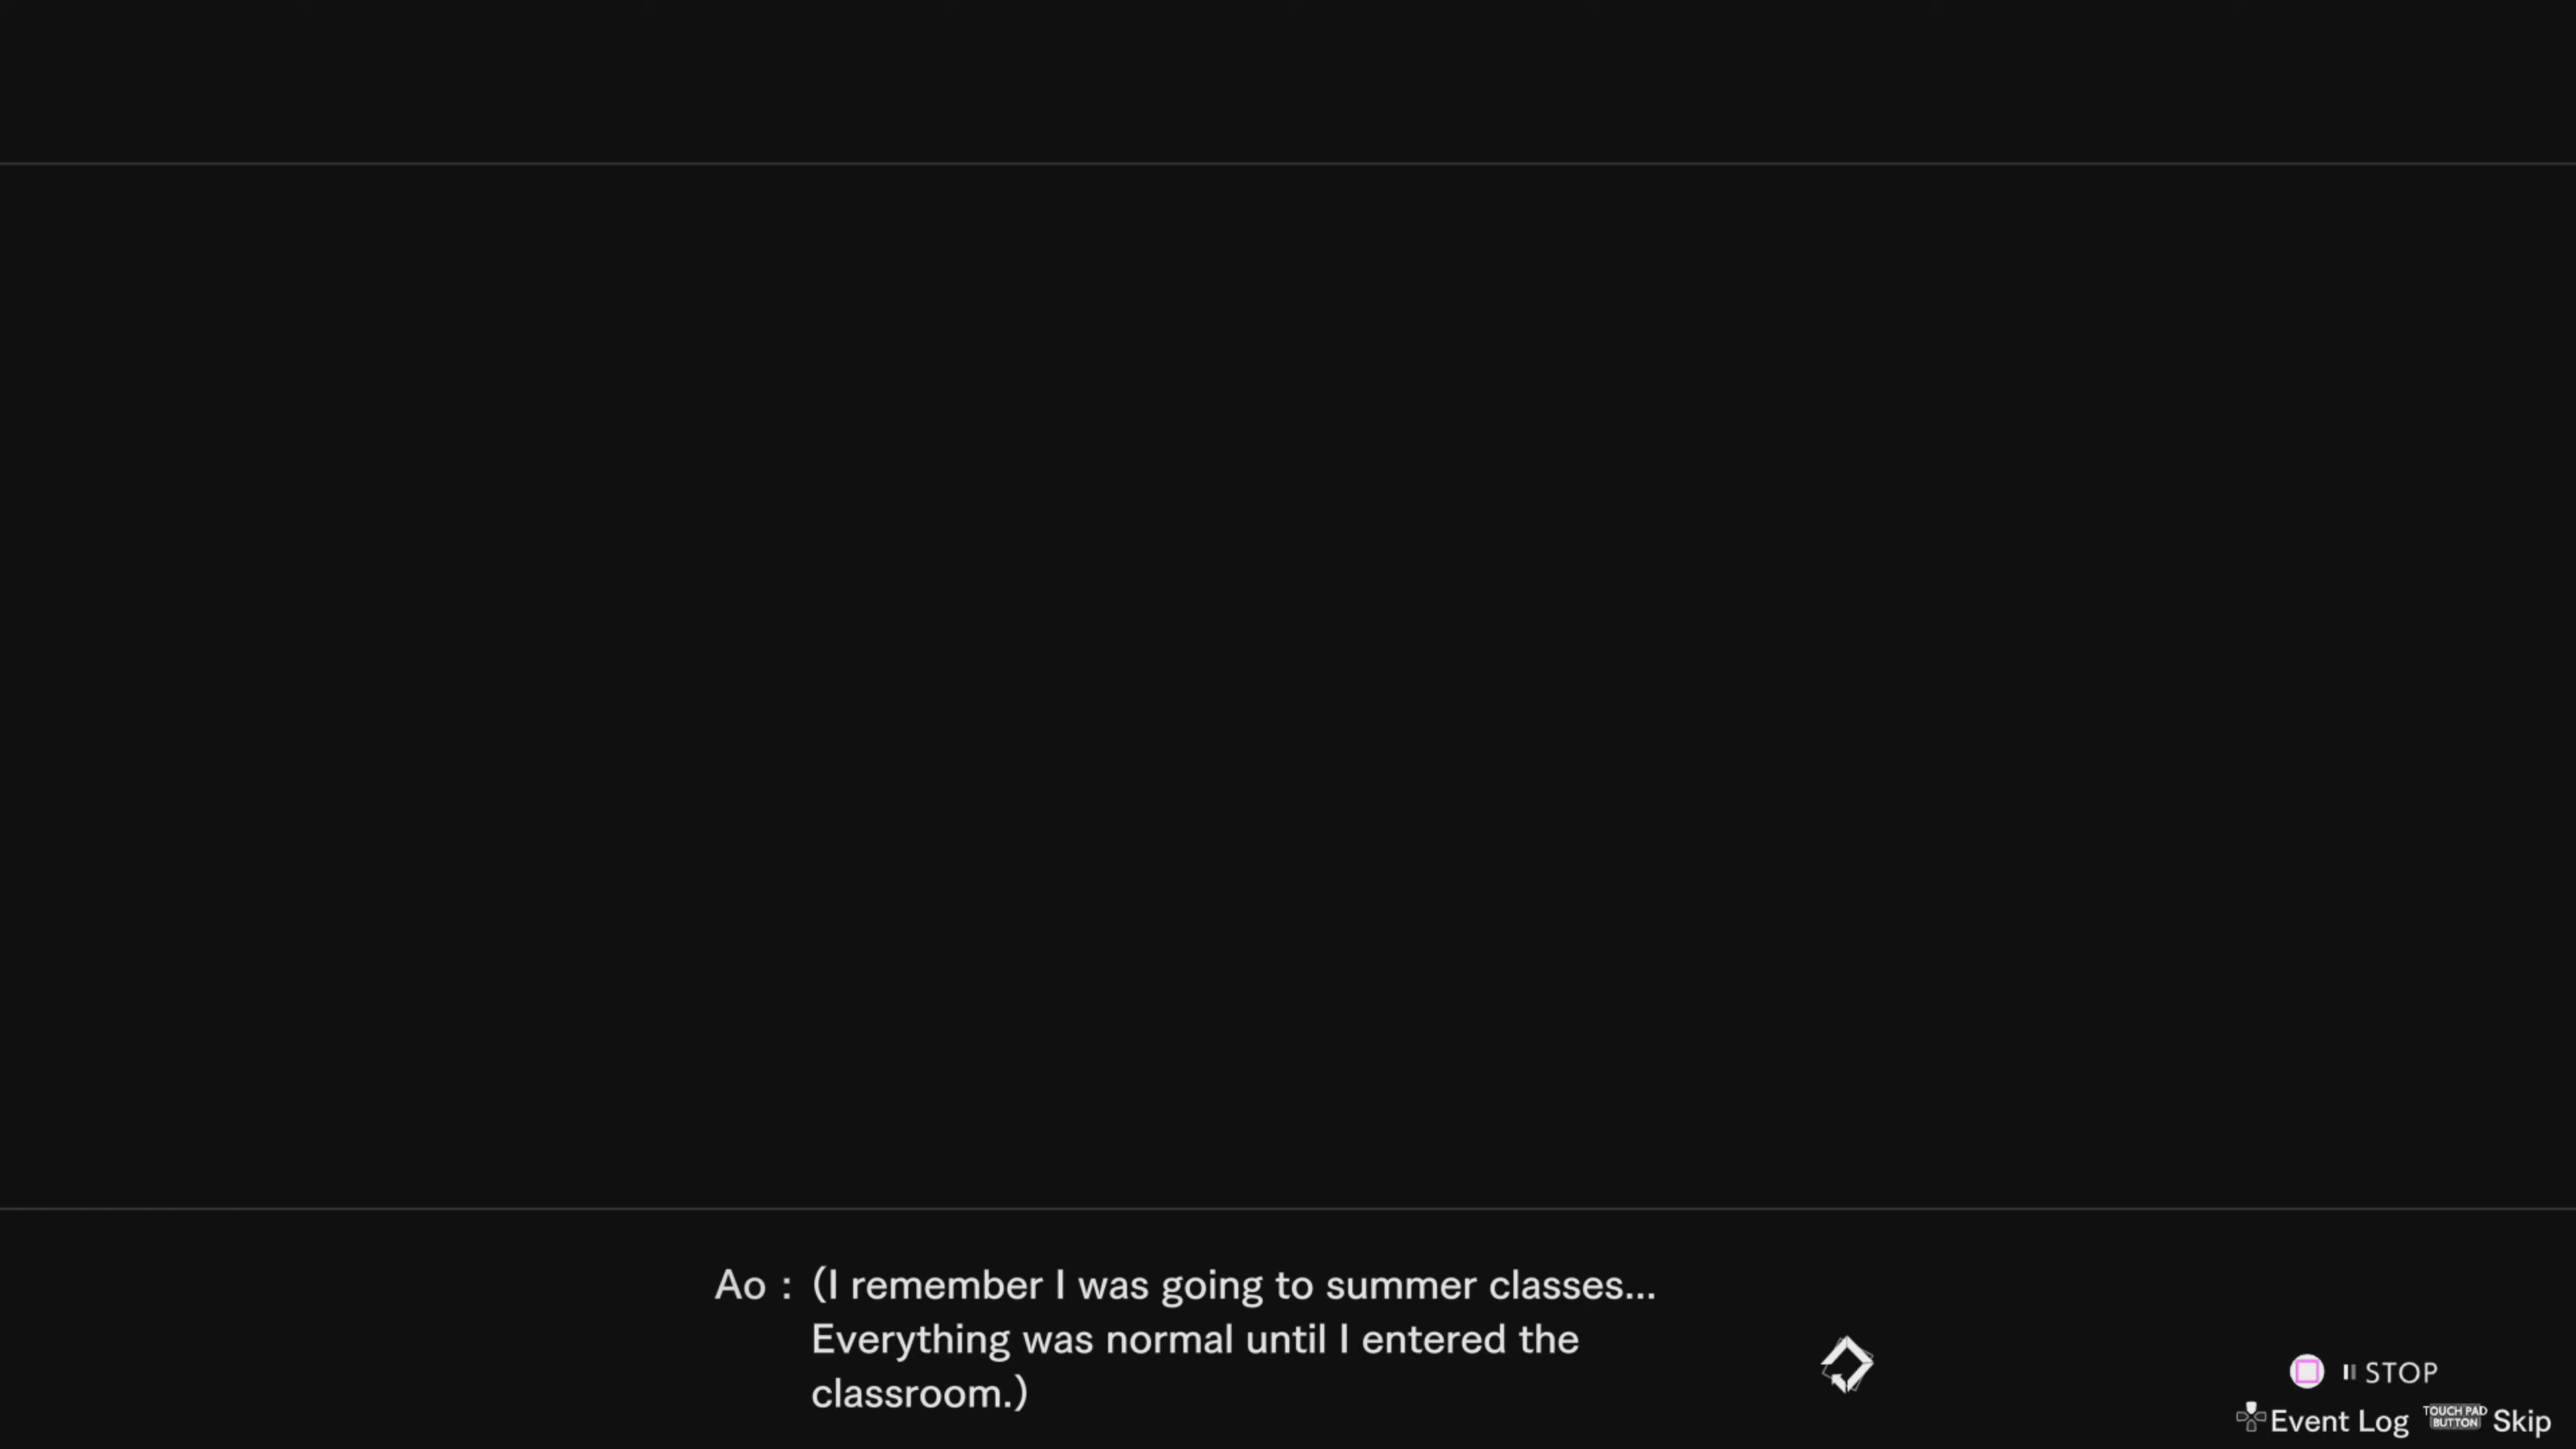 Ao : (I remember I was going to summer classes...
Everything was normal until I entered the
classroom.)
STOP
Event Log TOUCH PAD BUTTON Skip